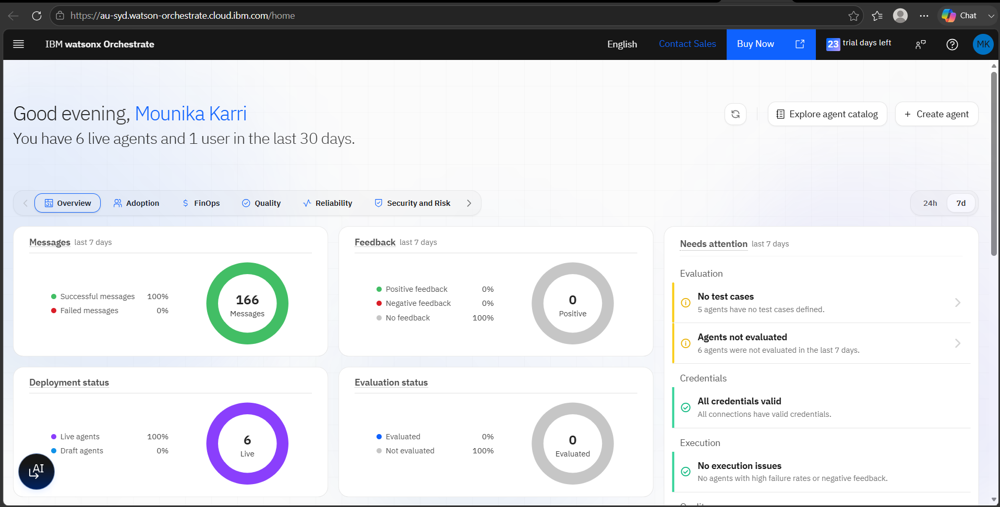 https://au-syd.watson-orchestrate.cloud.ibm.com/home
Chat
IBM watsonx Orchestrate
English
Contact Sales
Buy Now
23 trial days left
MK
Good evening, Mounika Karri
You have 6 live agents and 1 user in the last 30 days.
Explore agent catalog
+ Create agent
Overview
Adoption
$ FinOps
Quality
Reliability
Security and Risk
24h
7d
Messages last 7 days
Successful messages 100%
Failed messages 0%
166
Messages
Feedback last 7 days
Positive feedback 0%
Negative feedback 0%
No feedback 100%
0
Positive
Needs attention last 7 days
Evaluation
No test cases
5 agents have no test cases defined.
Agents not evaluated
6 agents were not evaluated in the last 7 days.
Credentials
All credentials valid
All connections have valid credentials.
Execution
No execution issues
No agents with high failure rates or negative feedback.
Deployment status
Live agents 100%
Draft agents 0%
6
Live
Evaluation status
Evaluated 0%
Not evaluated 100%
0
Evaluated
AI